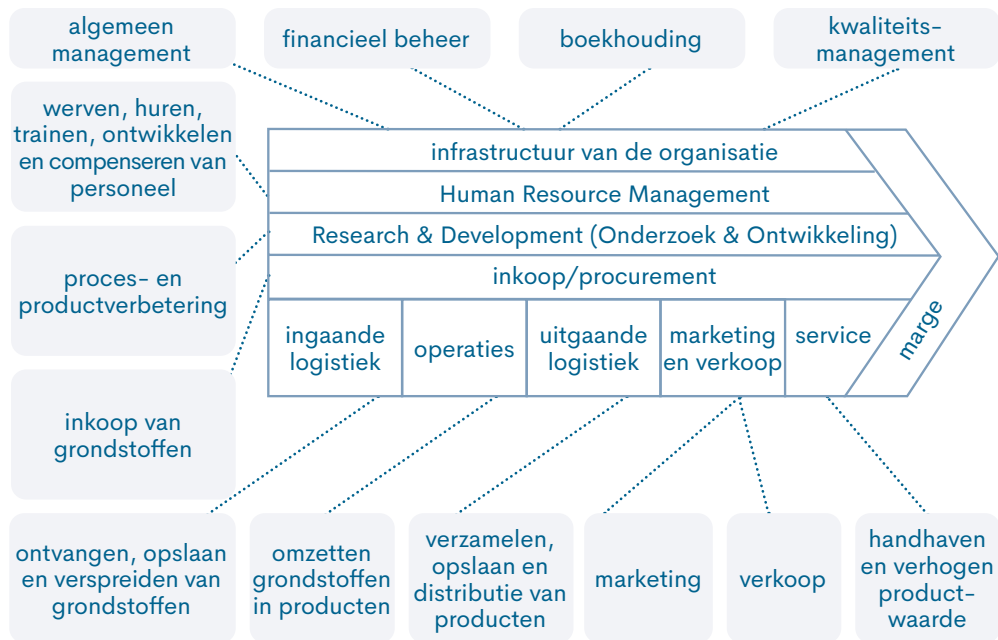 algemeen
management
financieel beheer
boekhouding
kwaliteits-
management
werven, huren,
trainen, ontwikkelen
en compenseren van
personeel
proces- en
productverbetering
inkoop van
grondstoffen
infrastructuur van de organisatie
Human Resource Management
Research & Development (Onderzoek & Ontwikkeling)
inkoop/procurement
ingaande
logistiek
operaties
uitgaande
logistiek
marketing
en verkoop
service
marge
ontvangen, opslaan
en verspreiden van
grondstoffen
omzetten
grondstoffen
in producten
verzamelen,
opslaan en
distributie van
producten
marketing
verkoop
handhaven
en verhogen
product-
waarde